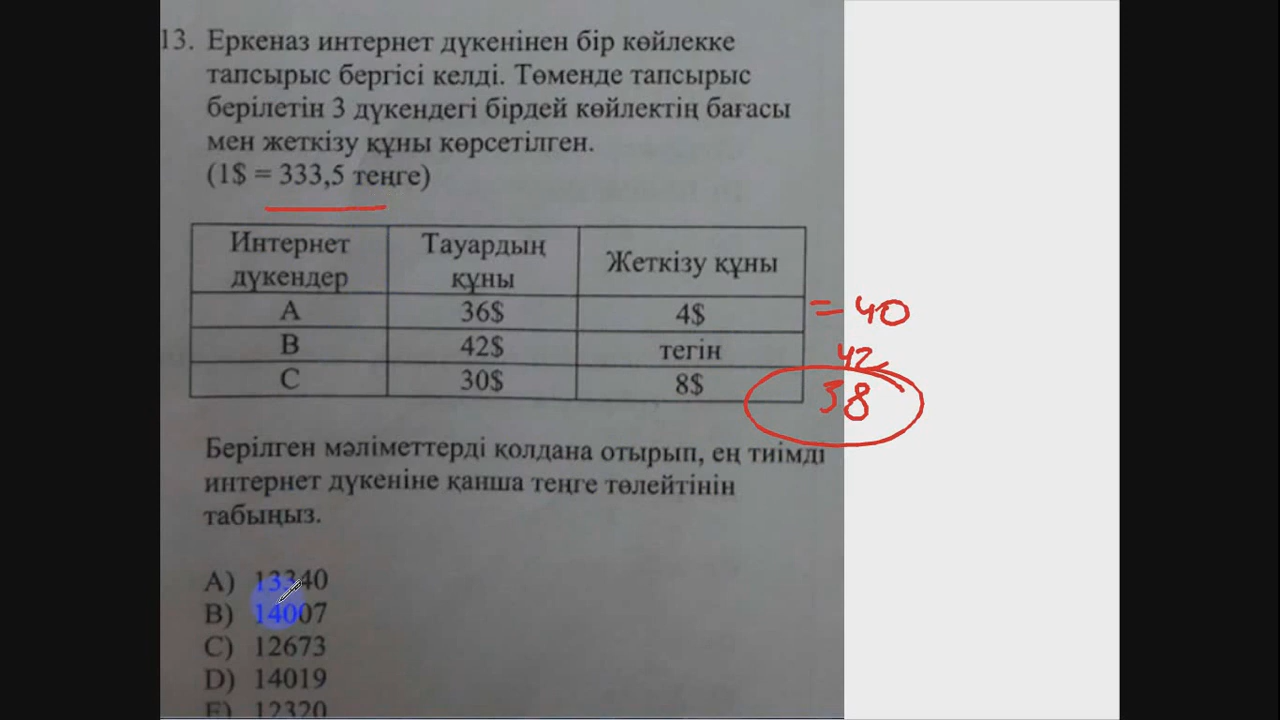 13. Еркеназ интернет дүкенінен бір көйлекке
тапсырыс бергісі келді. Төменде тапсырыс
берілетін 3 дүкендегі бірдей көйлектің бағасы
мен жеткізу құны көрсетілген.
(1$ = 333,5 теңге)
Интернет дүкендер Тауардың құны Жеткізу құны
A 36$ 4$ = 40
B 42$ тегін 42
C 30$ 8$ 38
Берілген мәліметтерді қолдана отырып, ең тиімді
интернет дүкеніне қанша теңге төлейтінін
табыңыз.
A) 13340
B) 14007
C) 12673
D) 14019
E) 12320